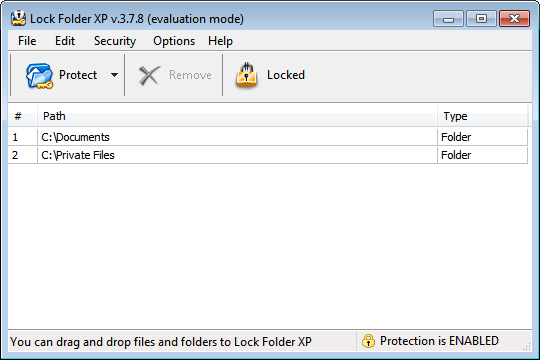 Lock Folder XP v.3.7.8 (evaluation mode)
File Edit Security Options Help
Protect Remove Locked
# Path Type
1 C:\Documents Folder
2 C:\Private Files Folder
You can drag and drop files and folders to Lock Folder XP Protection is ENABLED